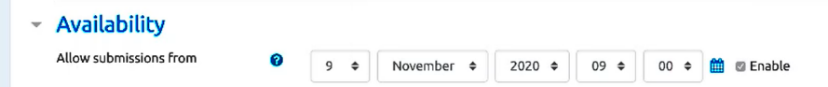 Availability
Allow submissions from 9 November 2020 09 00 Enable